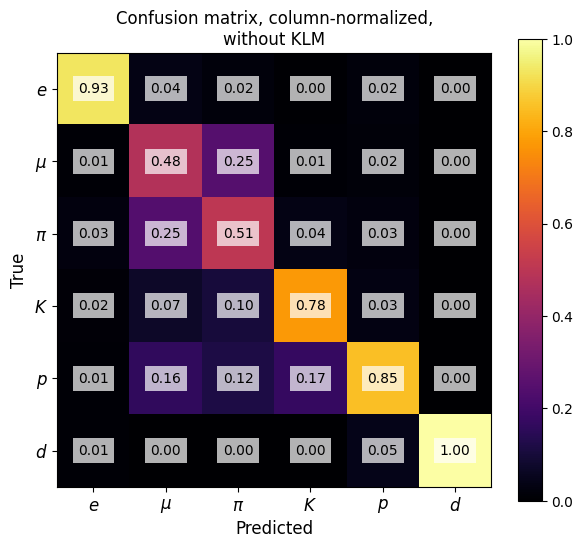 Confusion matrix, column-normalized,
without KLM
e 0.93 0.04 0.02 0.00 0.02 0.00
μ 0.01 0.48 0.25 0.01 0.02 0.00
π 0.03 0.25 0.51 0.04 0.03 0.00
K 0.02 0.07 0.10 0.78 0.03 0.00
p 0.01 0.16 0.12 0.17 0.85 0.00
d 0.01 0.00 0.00 0.00 0.05 1.00
e μ π K p d
Predicted
True
1.0
0.8
0.6
0.4
0.2
0.0